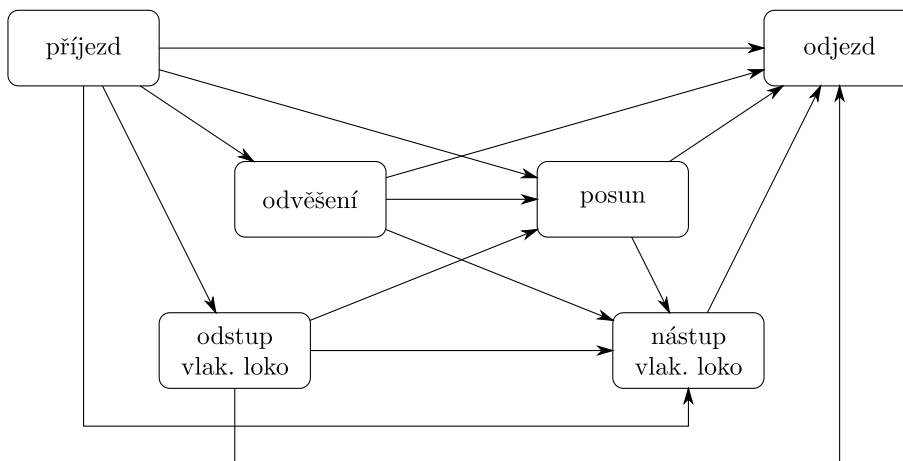 příjezd
odjezd
odvěšení
posun
odstup
vlak. loko
nástup
vlak. loko